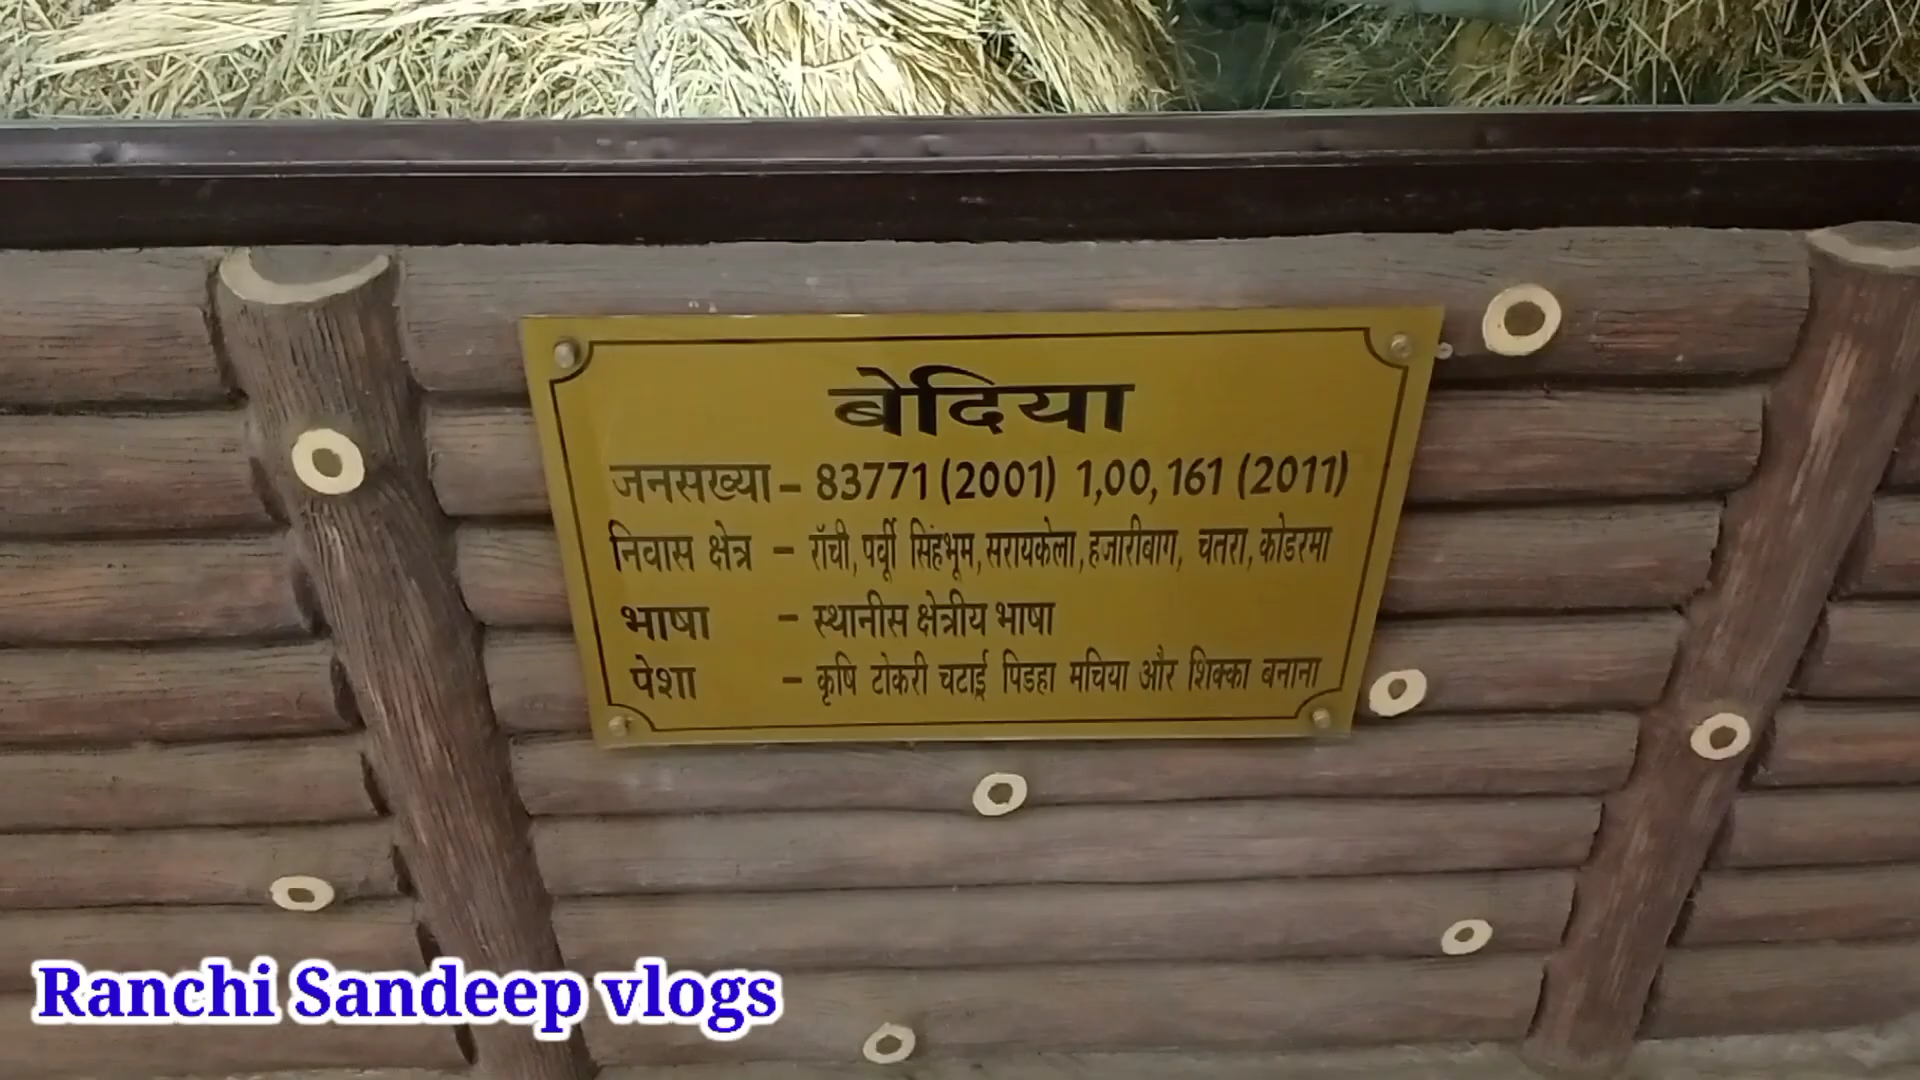 बेदिया
जनसख्या – 83771 (2001) 1,00,161 (2011)
निवास क्षेत्र – रॉची, पर्वूी सिंहभूम, सरायकेला, हजारीबाग, चतरा, कोडरमा
भाषा – स्थानीस क्षेत्रीय भाषा
पेशा – कृषि टोकरी चटाई पिडहा मचिया और शिक्का बनाना
Ranchi Sandeep vlogs